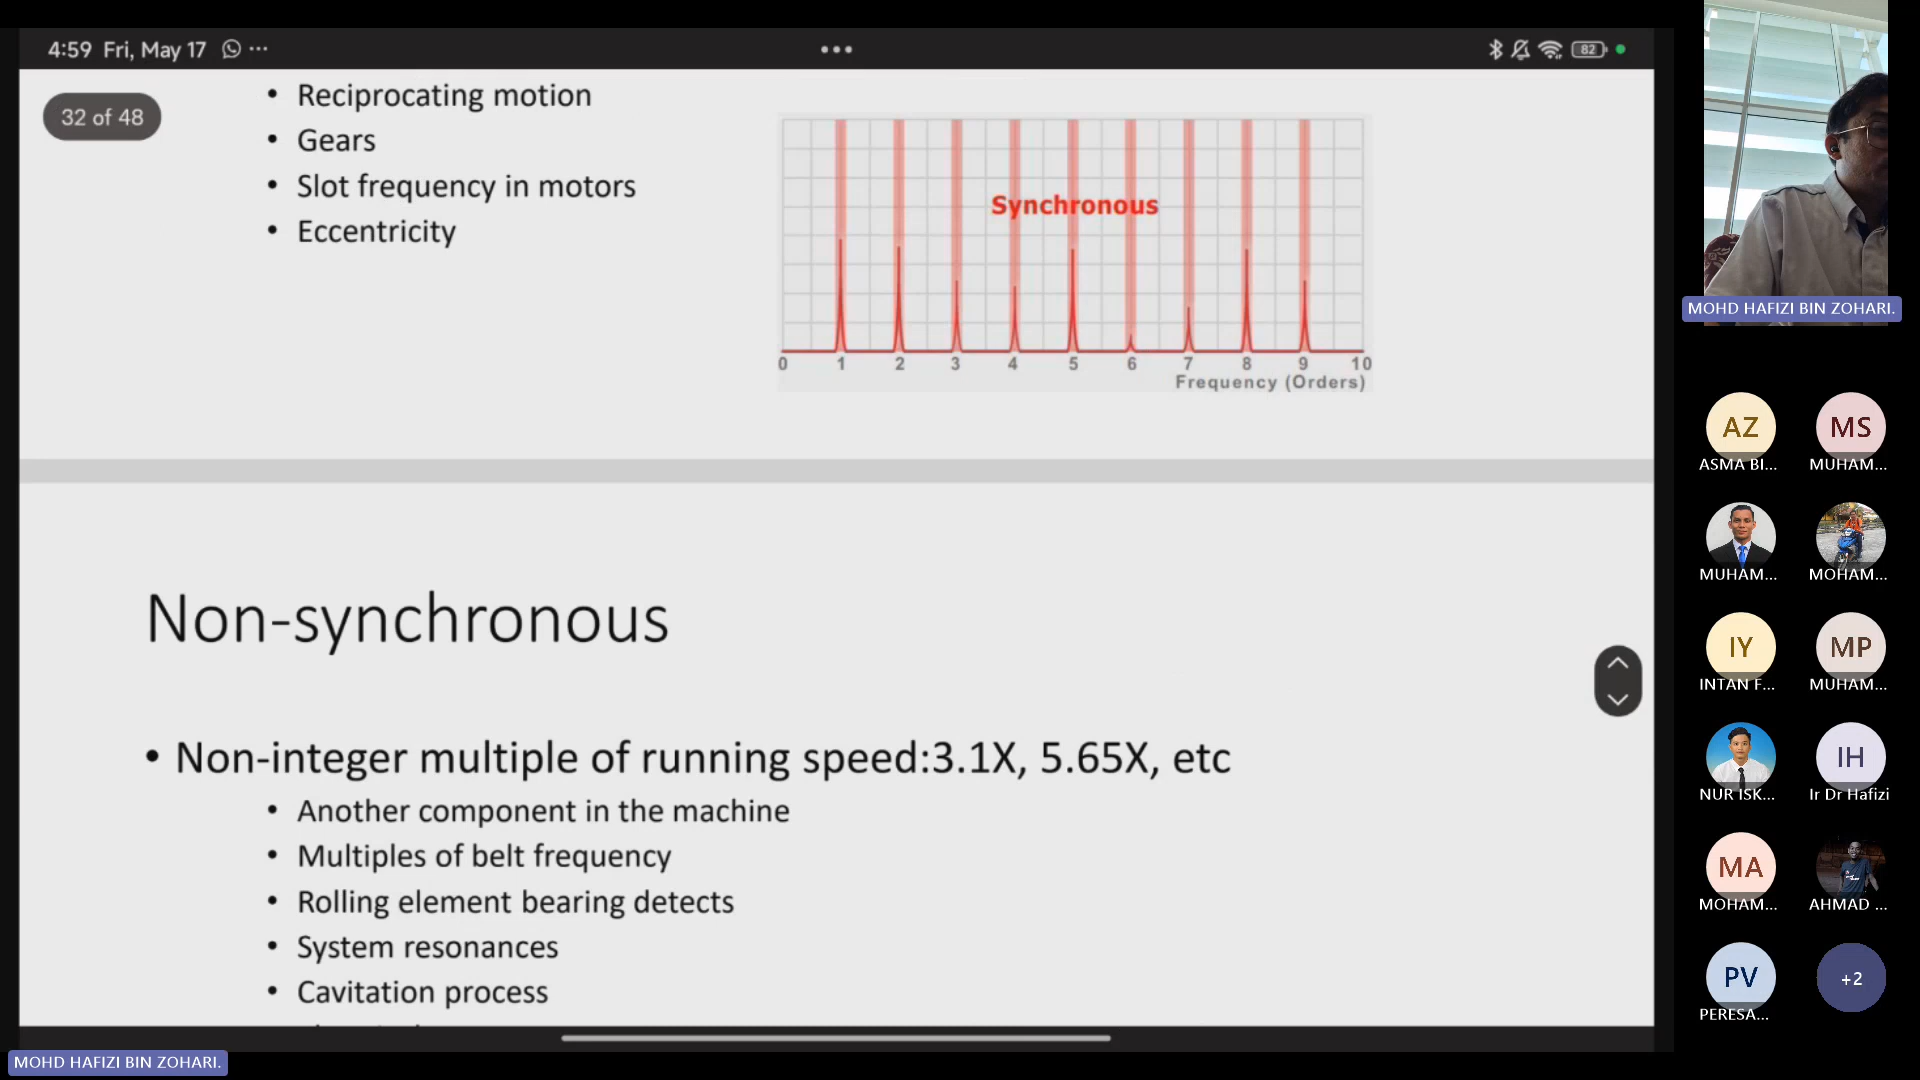 4:59 Fri, May 17
82
32 of 48
• Reciprocating motion
• Gears
• Slot frequency in motors
• Eccentricity
Synchronous
0 1 2 3 4 5 6 7 8 9 10
Frequency (Orders)
Non-synchronous
• Non-integer multiple of running speed:3.1X, 5.65X, etc
• Another component in the machine
• Multiples of belt frequency
• Rolling element bearing detects
• System resonances
• Cavitation process
MOHD HAFIZI BIN ZOHARI.
MOHD HAFIZI BIN ZOHARI.
AZ
ASMA BI...
MS
MUHAM...
MUHAM...
MOHAM...
IY
INTAN F...
MP
MUHAM...
NUR ISK...
IH
Ir Dr Hafizi
MA
MOHAM...
AHMAD ...
PV
PERESA...
+2